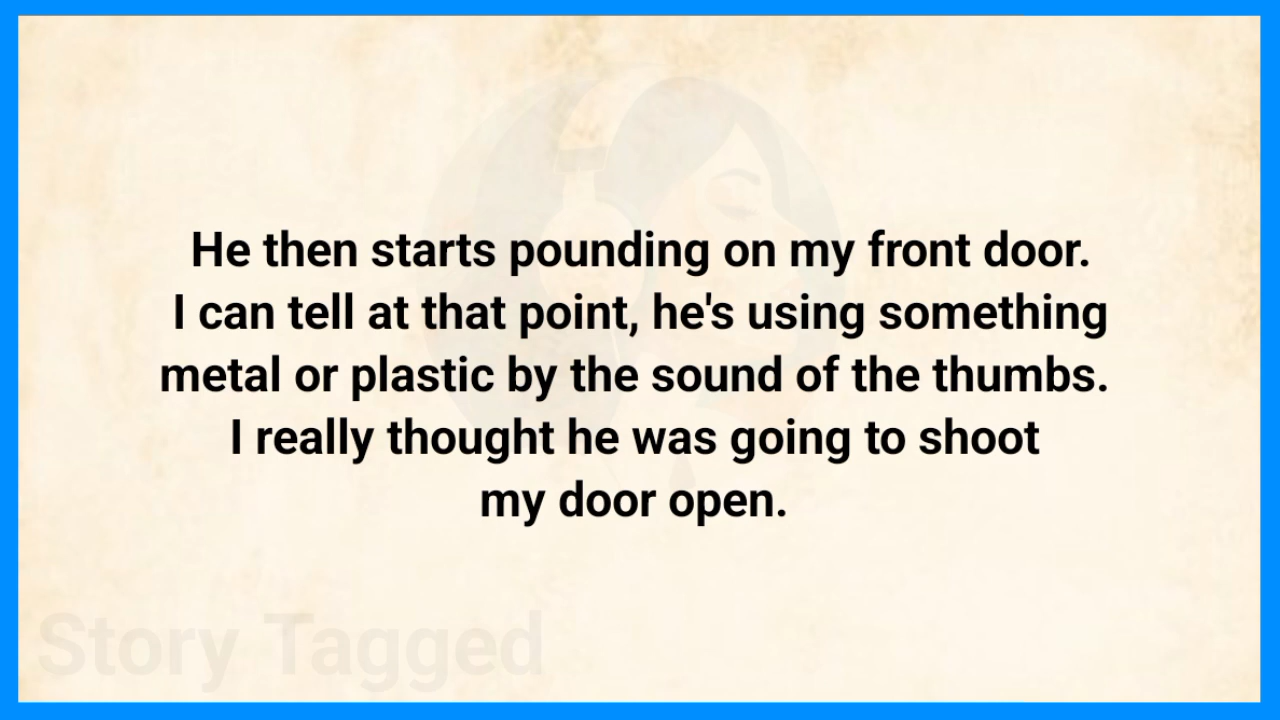 He then starts pounding on my front door.
I can tell at that point, he's using something
metal or plastic by the sound of the thumbs.
I really thought he was going to shoot
my door open.
Story Tagged